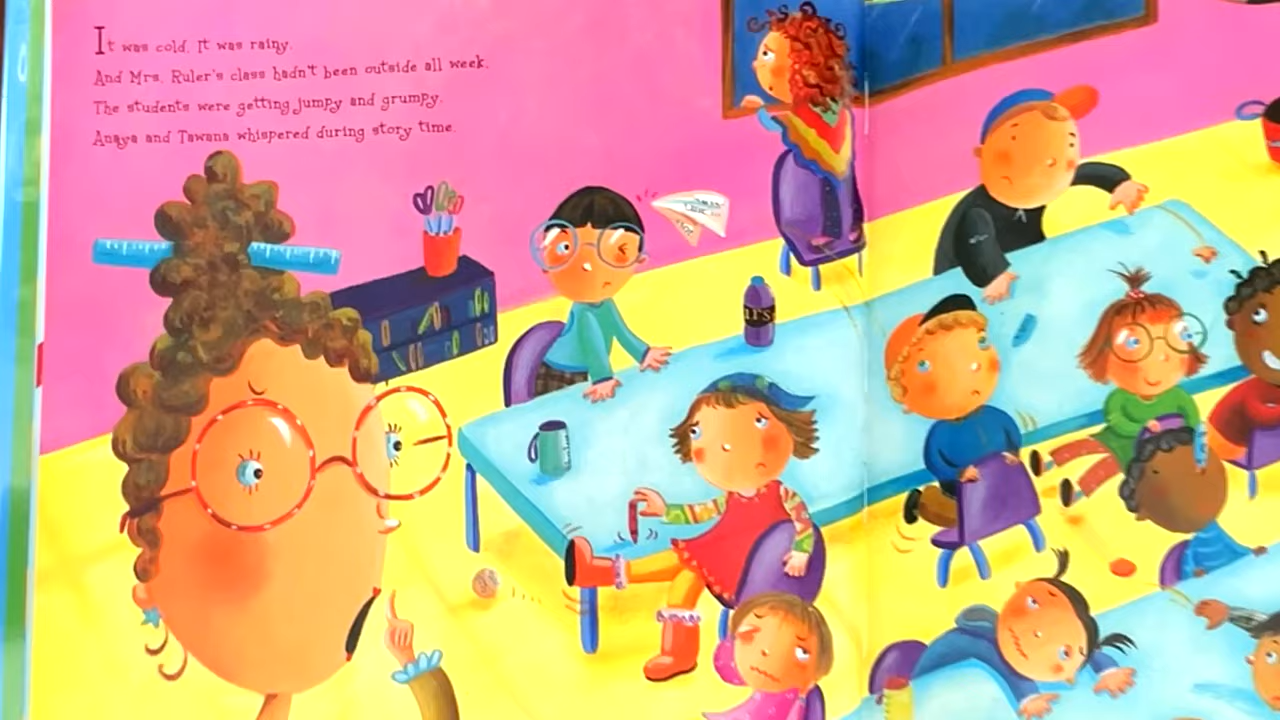 It was cold. It was rainy.
And Mrs. Ruler's class hadn't been outside all week.
The students were getting jumpy and grumpy.
Anaya and Tawana whispered during story time.